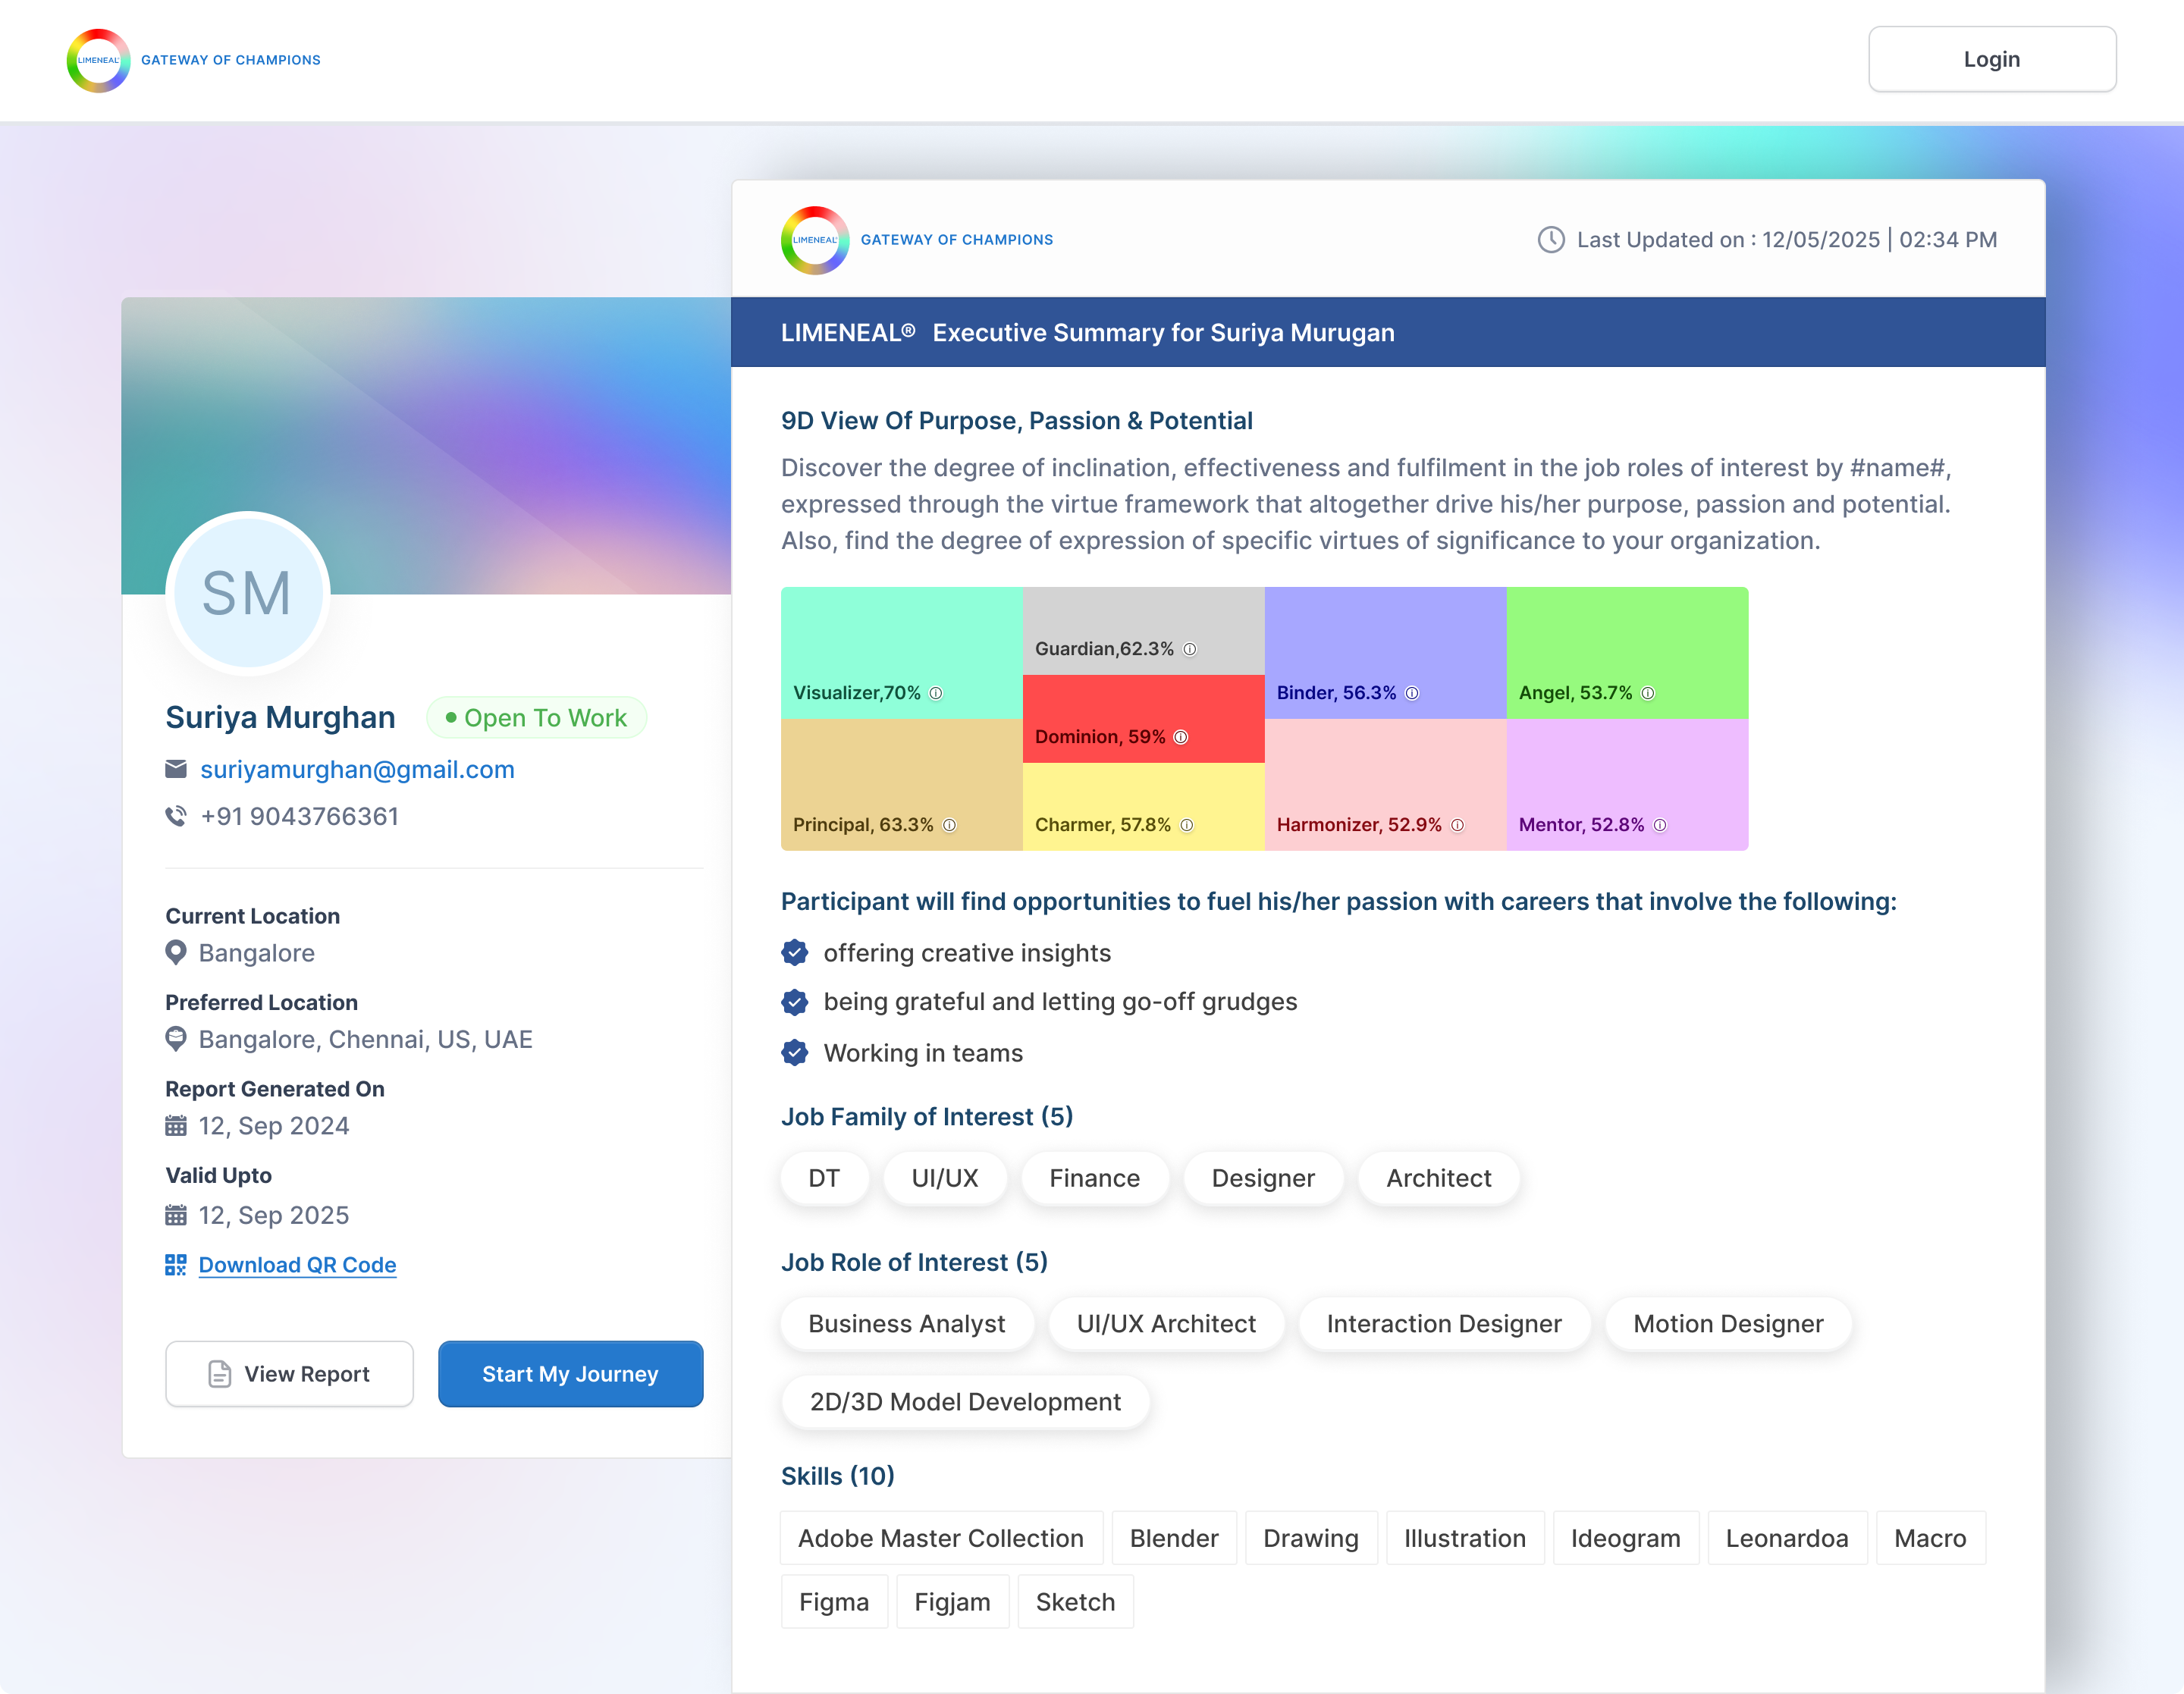 LIMENEAL®
GATEWAY OF CHAMPIONS
Login
SM
Suriya Murghan
Open To Work
suriyamurghan@gmail.com
+91 9043766361
Current Location
Bangalore
Preferred Location
Bangalore, Chennai, US, UAE
Report Generated On
12, Sep 2024
Valid Upto
12, Sep 2025
Download QR Code
View Report
Start My Journey
LIMENEAL®
GATEWAY OF CHAMPIONS
Last Updated on : 12/05/2025 | 02:34 PM
LIMENEAL® Executive Summary for Suriya Murugan
9D View Of Purpose, Passion & Potential
Discover the degree of inclination, effectiveness and fulfilment in the job roles of interest by #name#,
expressed through the virtue framework that altogether drive his/her purpose, passion and potential.
Also, find the degree of expression of specific virtues of significance to your organization.
Visualizer,70%
Principal, 63.3%
Guardian,62.3%
Dominion, 59%
Charmer, 57.8%
Binder, 56.3%
Harmonizer, 52.9%
Angel, 53.7%
Mentor, 52.8%
Participant will find opportunities to fuel his/her passion with careers that involve the following:
offering creative insights
being grateful and letting go-off grudges
Working in teams
Job Family of Interest (5)
DT UI/UX Finance Designer Architect
Job Role of Interest (5)
Business Analyst UI/UX Architect Interaction Designer Motion Designer
2D/3D Model Development
Skills (10)
Adobe Master Collection Blender Drawing Illustration Ideogram Leonardoa Macro
Figma Figjam Sketch